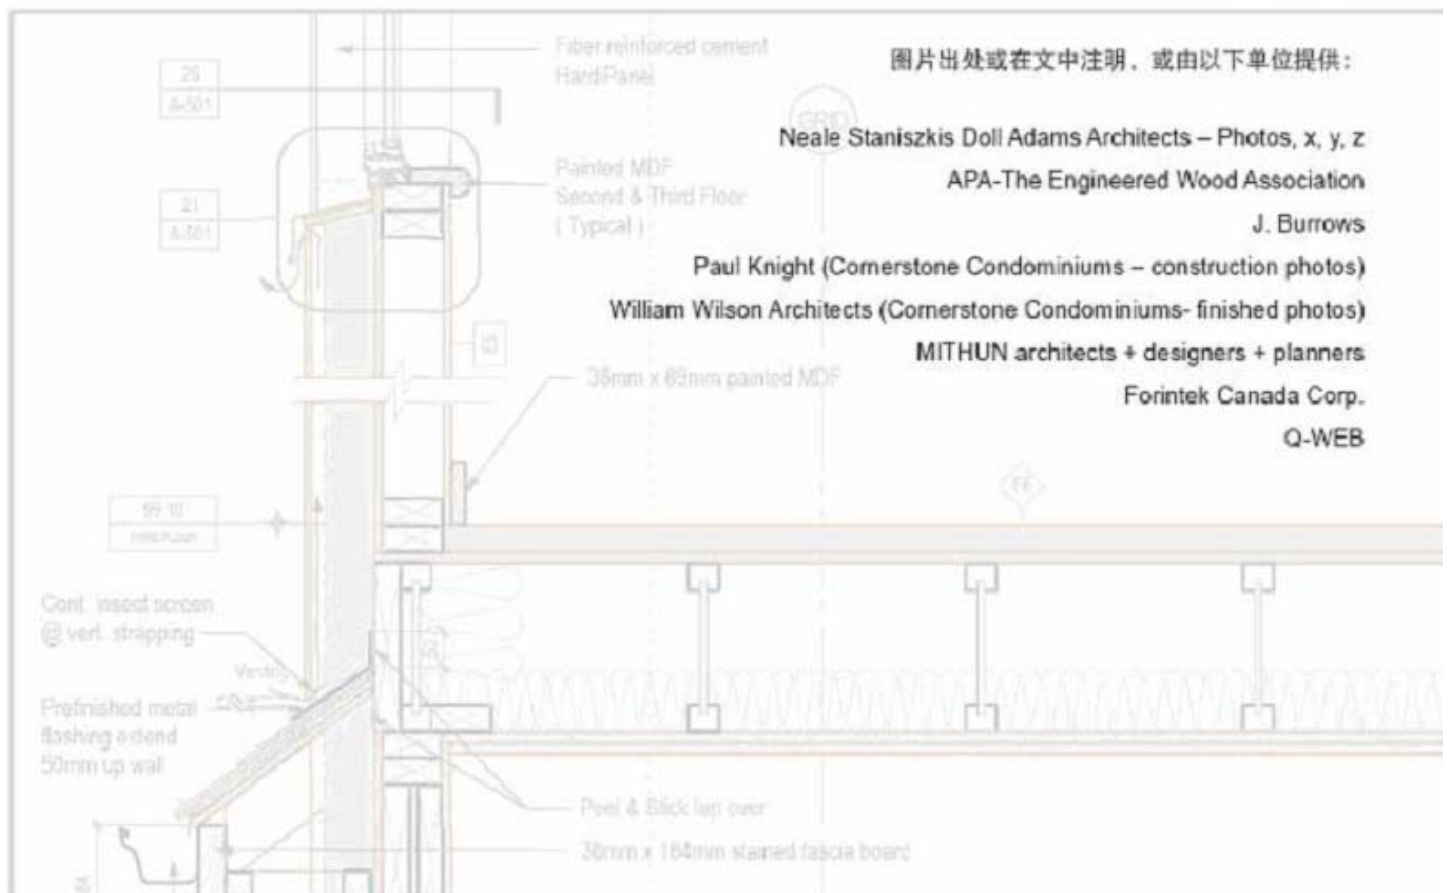 图片出处或在文中注明，或由以下单位提供：
Neale Staniszkis Doll Adams Architects – Photos, x, y, z
APA-The Engineered Wood Association
J. Burrows
Paul Knight (Cornerstone Condominiums – construction photos)
William Wilson Architects (Cornerstone Condominiums- finished photos)
MITHUN architects + designers + planners
Forintek Canada Corp.
Q-WEB
Fiber reinforced cement
HardiPanel
GRID
A-501
Painted MDF
Second & Third Floor
( Typical )
21
A-501
38mm x 89mm painted MDF
Cont. insect screen
@ vert. strapping
Prefinished metal
flashing extend
50mm up wall
Peel & Stick lap over
38mm x 184mm stained fascia board